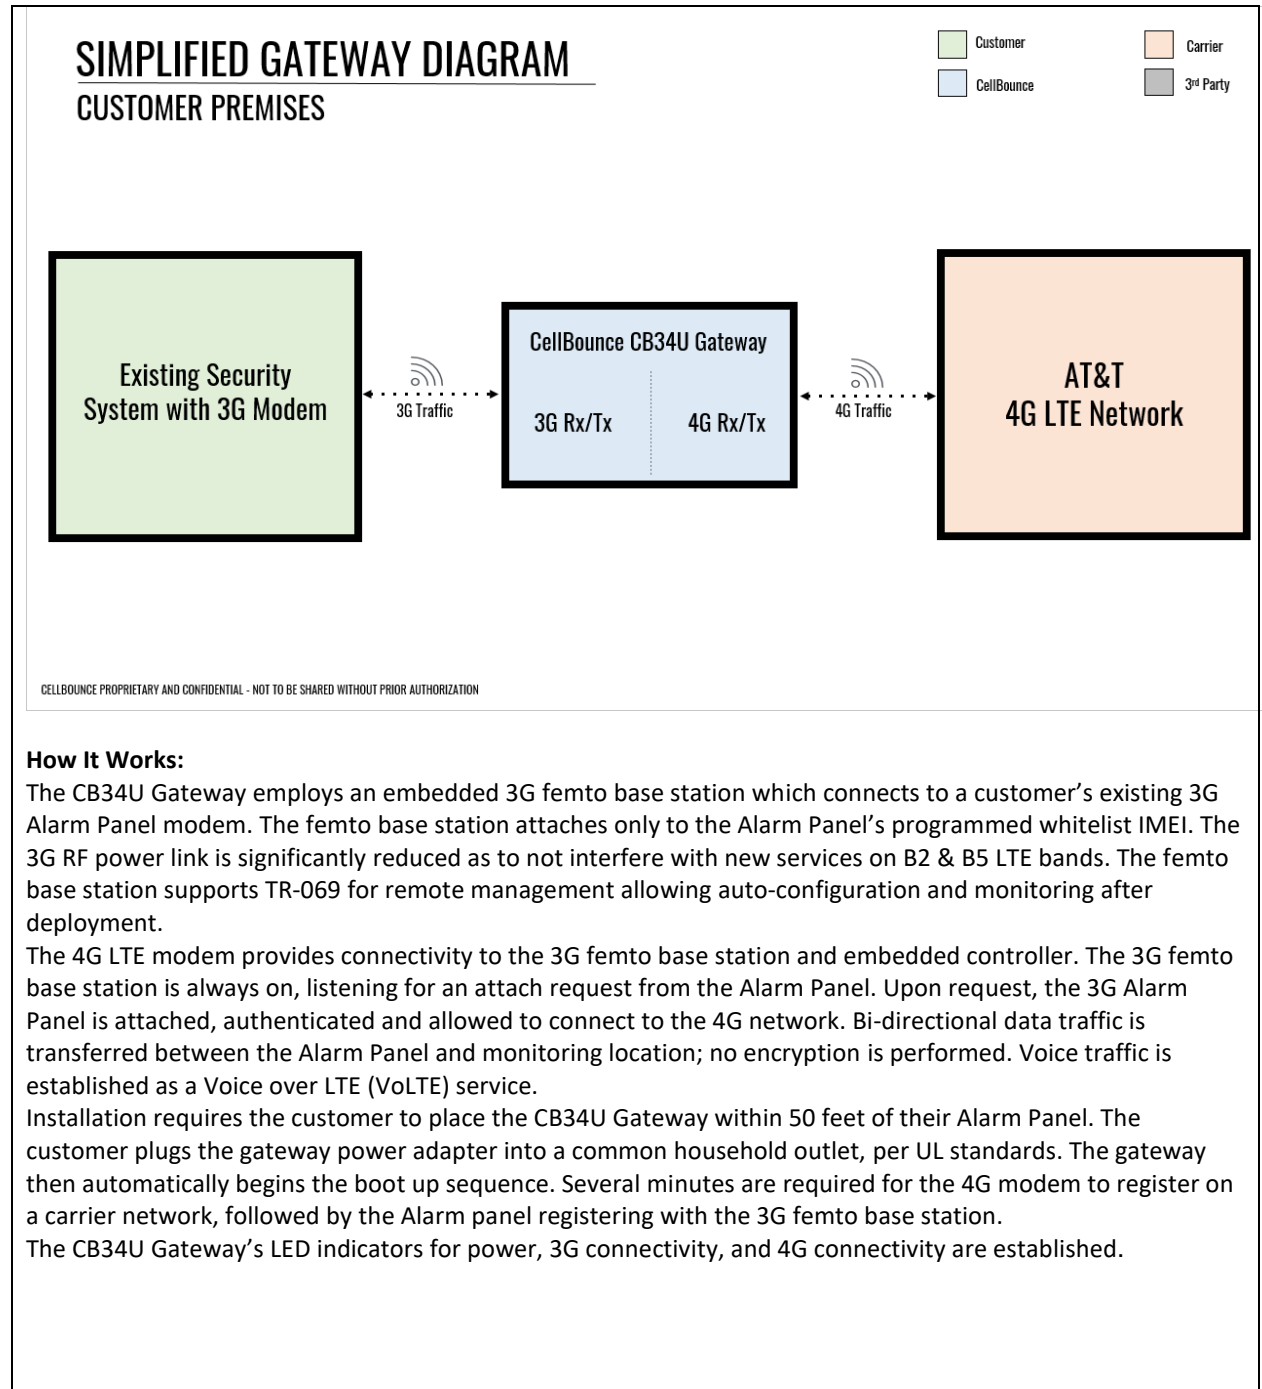 SIMPLIFIED GATEWAY DIAGRAM
CUSTOMER PREMISES
Customer
Carrier
CellBounce
3rd Party
Existing Security
System with 3G Modem
3G Traffic
CellBounce CB34U Gateway
3G Rx/Tx
4G Rx/Tx
4G Traffic
AT&T
4G LTE Network
CELLBOUNCE PROPRIETARY AND CONFIDENTIAL - NOT TO BE SHARED WITHOUT PRIOR AUTHORIZATION
How It Works:
The CB34U Gateway employs an embedded 3G femto base station which connects to a customer’s existing 3G
Alarm Panel modem. The femto base station attaches only to the Alarm Panel’s programmed whitelist IMEI. The
3G RF power link is significantly reduced as to not interfere with new services on B2 & B5 LTE bands. The femto
base station supports TR-069 for remote management allowing auto-configuration and monitoring after
deployment.
The 4G LTE modem provides connectivity to the 3G femto base station and embedded controller. The 3G femto
base station is always on, listening for an attach request from the Alarm Panel. Upon request, the 3G Alarm
Panel is attached, authenticated and allowed to connect to the 4G network. Bi-directional data traffic is
transferred between the Alarm Panel and monitoring location; no encryption is performed. Voice traffic is
established as a Voice over LTE (VoLTE) service.
Installation requires the customer to place the CB34U Gateway within 50 feet of their Alarm Panel. The
customer plugs the gateway power adapter into a common household outlet, per UL standards. The gateway
then automatically begins the boot up sequence. Several minutes are required for the 4G modem to register on
a carrier network, followed by the Alarm panel registering with the 3G femto base station.
The CB34U Gateway’s LED indicators for power, 3G connectivity, and 4G connectivity are established.